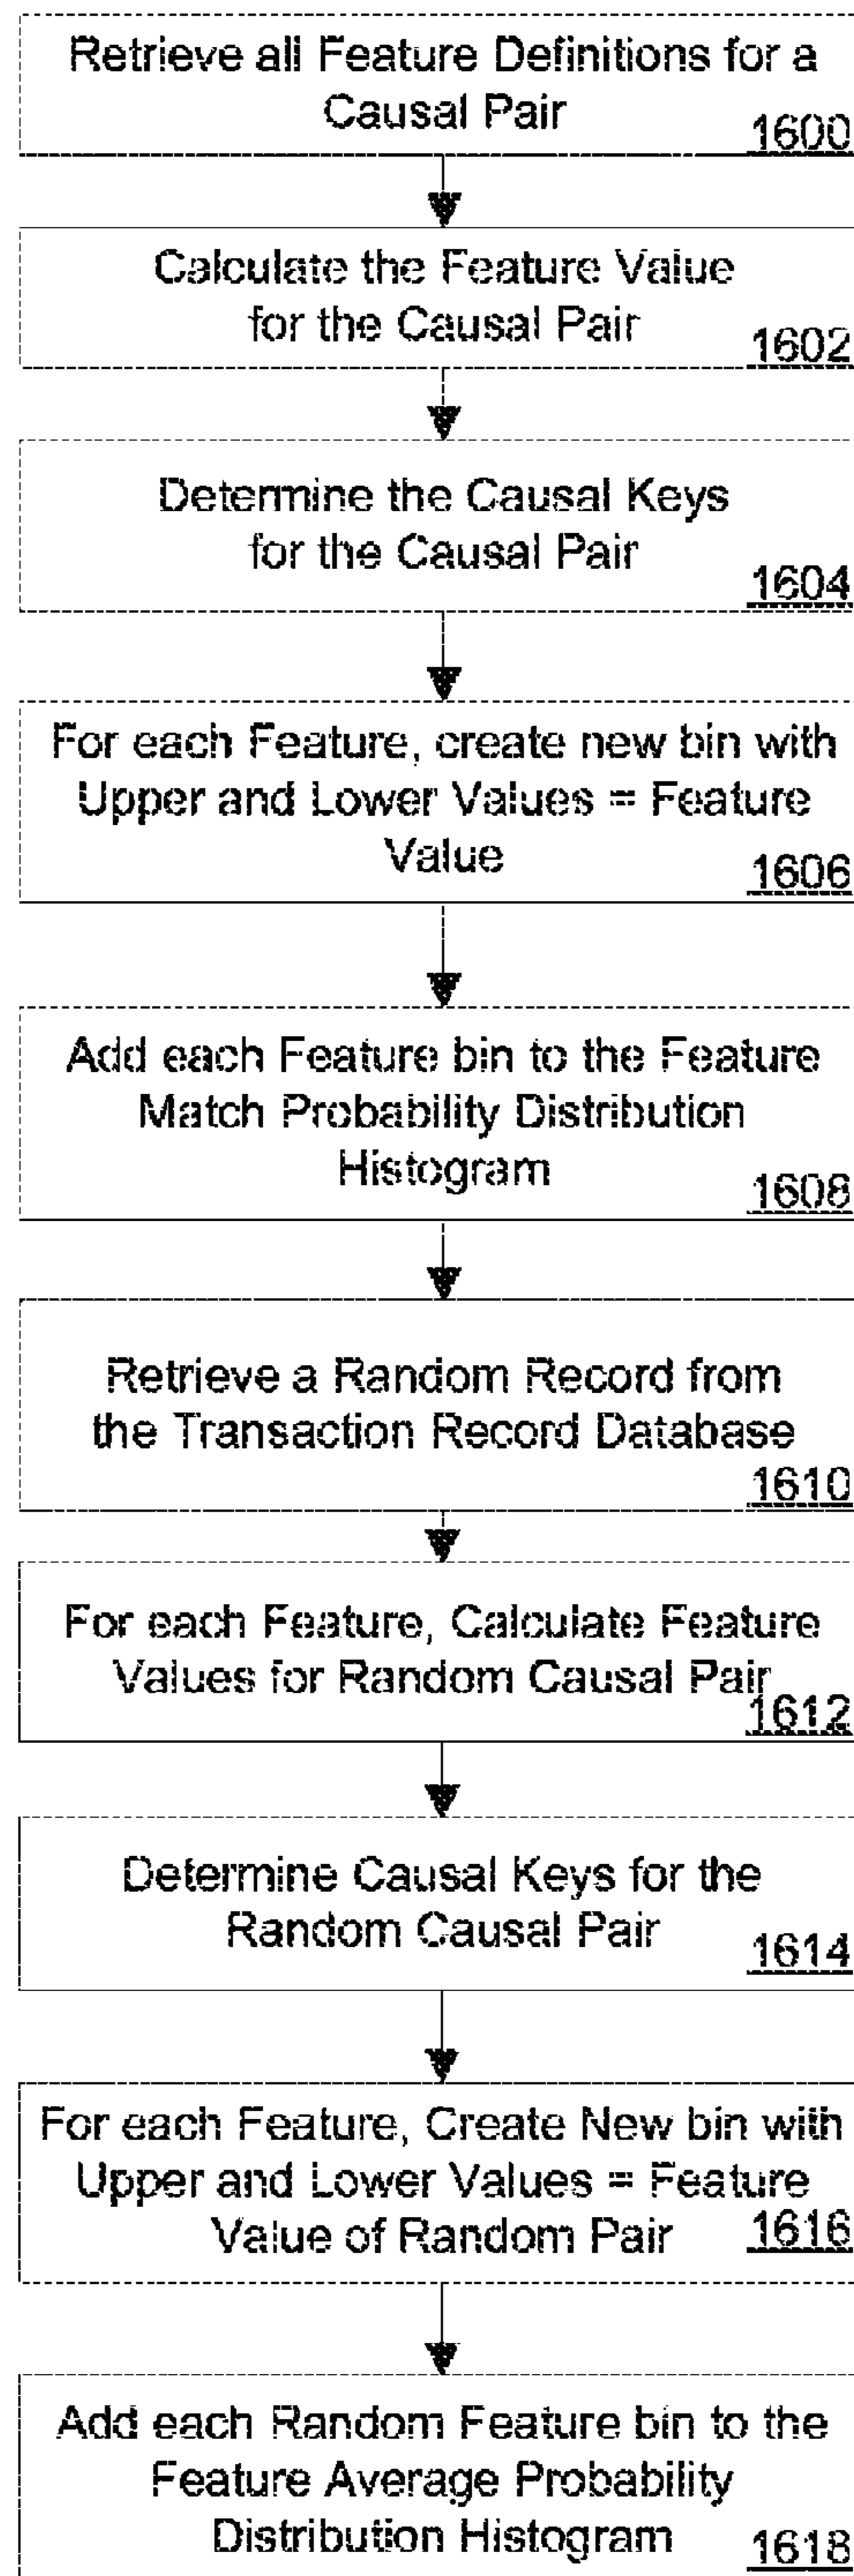 Retrieve all Feature Definitions for a
Causal Pair
1600
Calculate the Feature Value
for the Causal Pair
1602
Determine the Causal Keys
for the Causal Pair
1604
For each Feature, create new bin with
Upper and Lower Values = Feature
Value
1606
Add each Feature bin to the Feature
Match Probability Distribution
Histogram
1608
Retrieve a Random Record from
the Transaction Record Database
1610
For each Feature, Calculate Feature
Values for Random Causal Pair
1612
Determine Causal Keys for the
Random Causal Pair
1614
For each Feature, Create New bin with
Upper and Lower Values = Feature
Value of Random Pair 1616
Add each Random Feature bin to the
Feature Average Probability
Distribution Histogram
1618